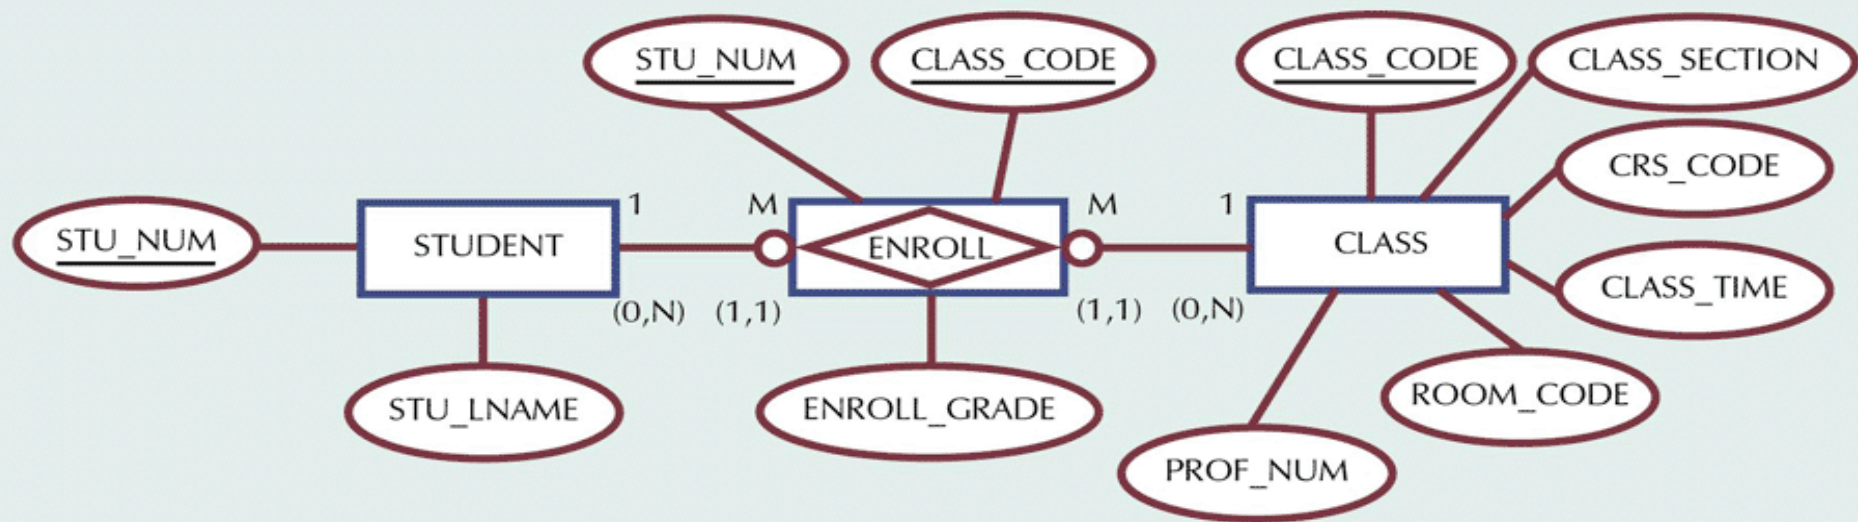 STU_NUM
CLASS_CODE
CLASS_CODE
CLASS_SECTION
CRS_CODE
STU_NUM
STUDENT
1
M
ENROLL
M
1
CLASS
CLASS_TIME
(0,N)
(1,1)
(1,1)
(0,N)
STU_LNAME
ENROLL_GRADE
ROOM_CODE
PROF_NUM